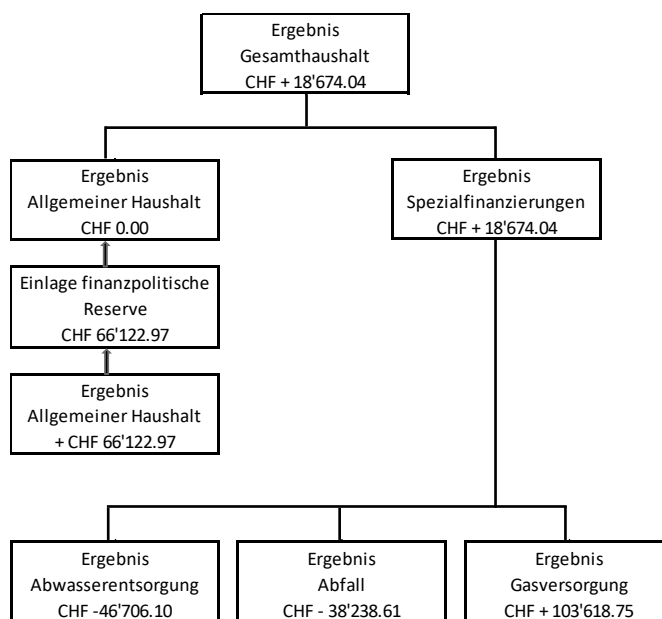 Ergebnis
Gesamthaushalt
CHF + 18'674.04
Ergebnis
Allgemeiner Haushalt
CHF 0.00
Ergebnis
Spezialfinanzierungen
CHF + 18'674.04
Einlage finanzpolitische
Reserve
CHF 66'122.97
Ergebnis
Allgemeiner Haushalt
+ CHF 66'122.97
Ergebnis
Abwasserentsorgung
CHF -46'706.10
Ergebnis
Abfall
CHF - 38'238.61
Ergebnis
Gasversorgung
CHF + 103'618.75